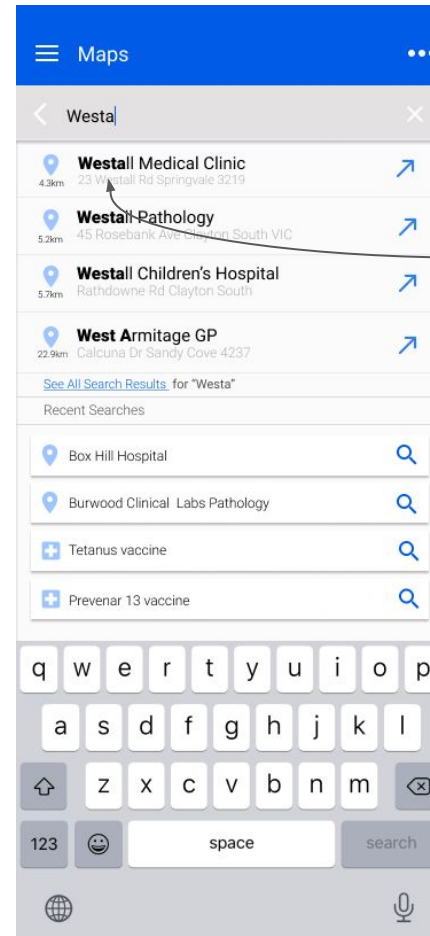 Maps
Westa
Westall Medical Clinic
4.3km 23 Westall Rd Springvale 3219
Westall Pathology
5.2km 45 Rosebank Ave Clayton South VIC
Westall Children's Hospital
5.7km Rathdowne Rd Clayton South
West Armitage GP
22.9km Calcuna Dr Sandy Cove 4237
See All Search Results for "Westa"
Recent Searches
Box Hill Hospital
Burwood Clinical Labs Pathology
Tetanus vaccine
Prevenar 13 vaccine
q w e r t y u i o p
a s d f g h j k l
z x c v b n m
123 space search